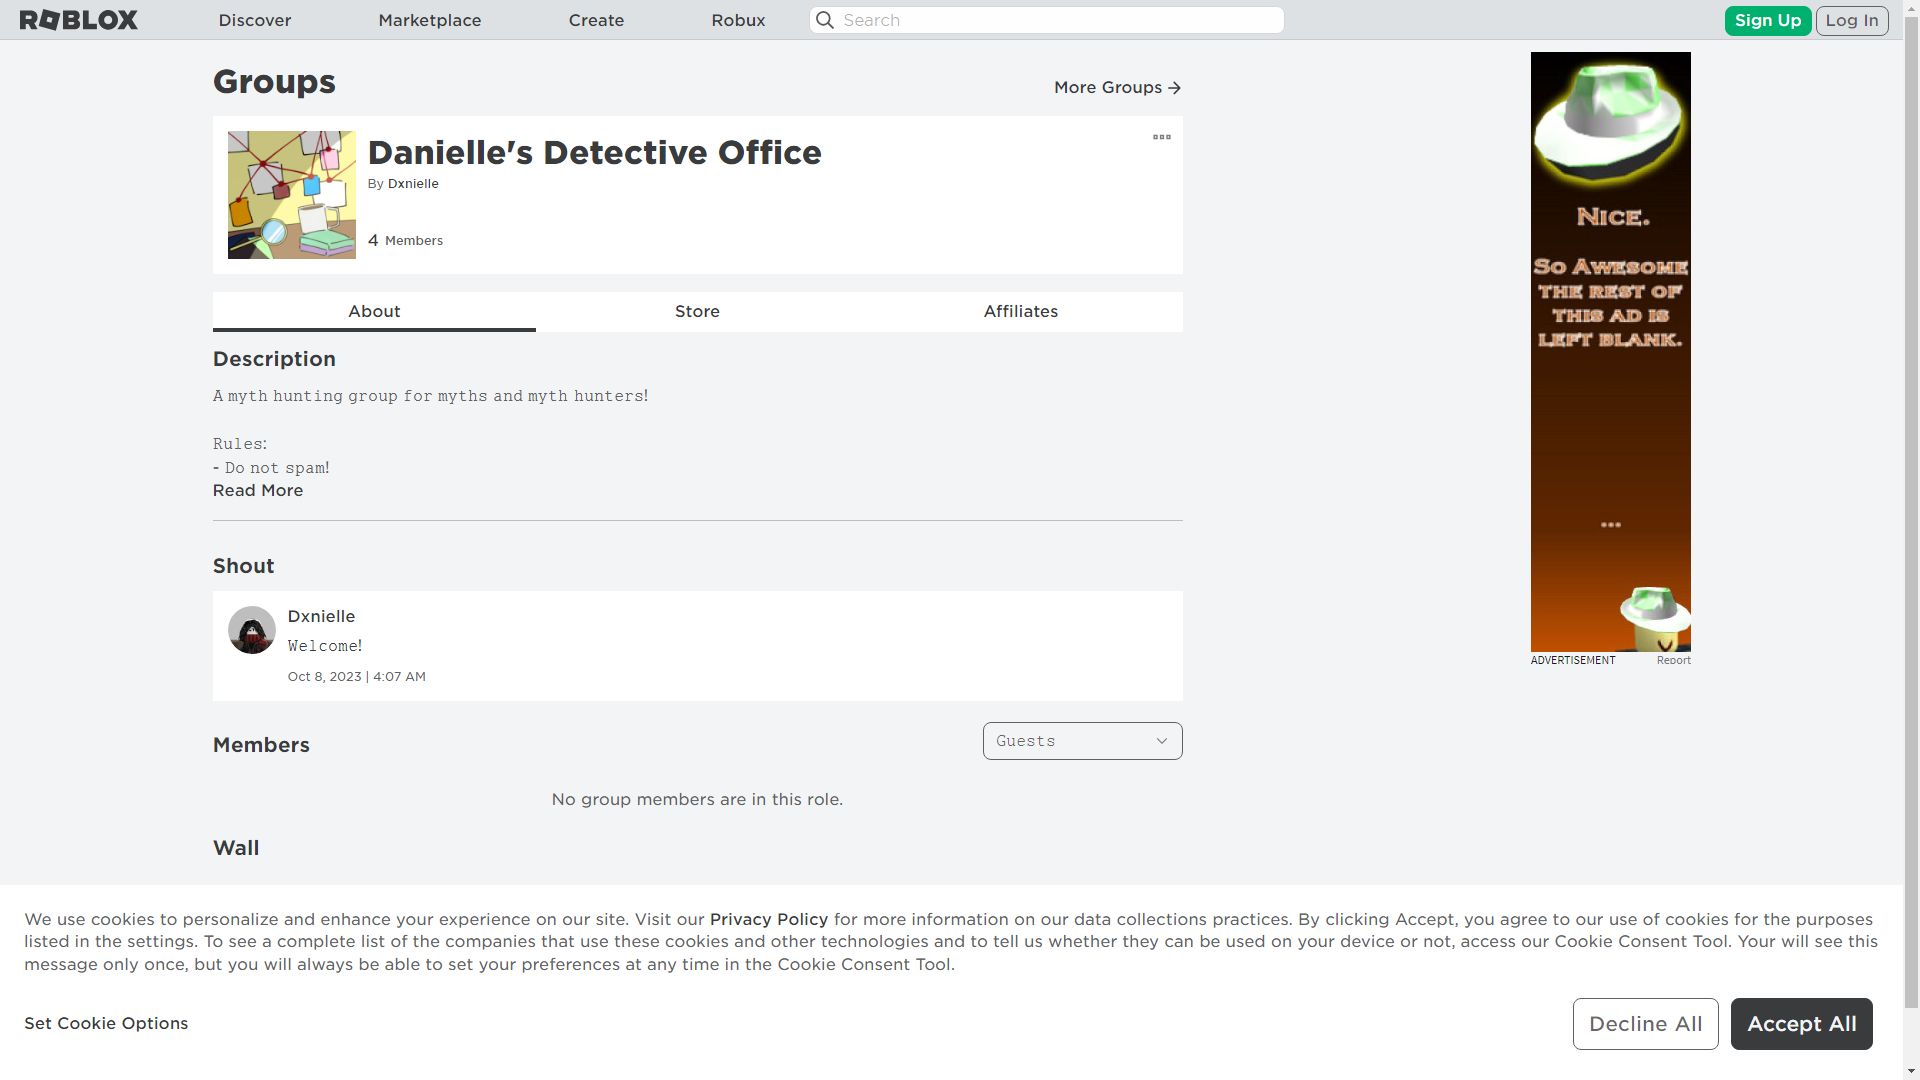 ROBLOX
Discover
Marketplace
Create
Robux
Search
Sign Up
Log In
Groups
More Groups
Danielle's Detective Office
By Dxnielle
4 Members
About
Store
Affiliates
Description
A myth hunting group for myths and myth hunters!
Rules:
- Do not spam!
Read More
Shout
Dxnielle
Welcome!
Oct 8, 2023 | 4:07 AM
Members
Guests
No group members are in this role.
Wall
NICE.
SO AWESOME
THE REST OF
THIS AD IS
LEFT BLANK.
...
ADVERTISEMENT
Report
We use cookies to personalize and enhance your experience on our site. Visit our Privacy Policy for more information on our data collections practices. By clicking Accept, you agree to our use of cookies for the purposes
listed in the settings. To see a complete list of the companies that use these cookies and other technologies and to tell us whether they can be used on your device or not, access our Cookie Consent Tool. Your will see this
message only once, but you will always be able to set your preferences at any time in the Cookie Consent Tool.
Set Cookie Options
Decline All
Accept All